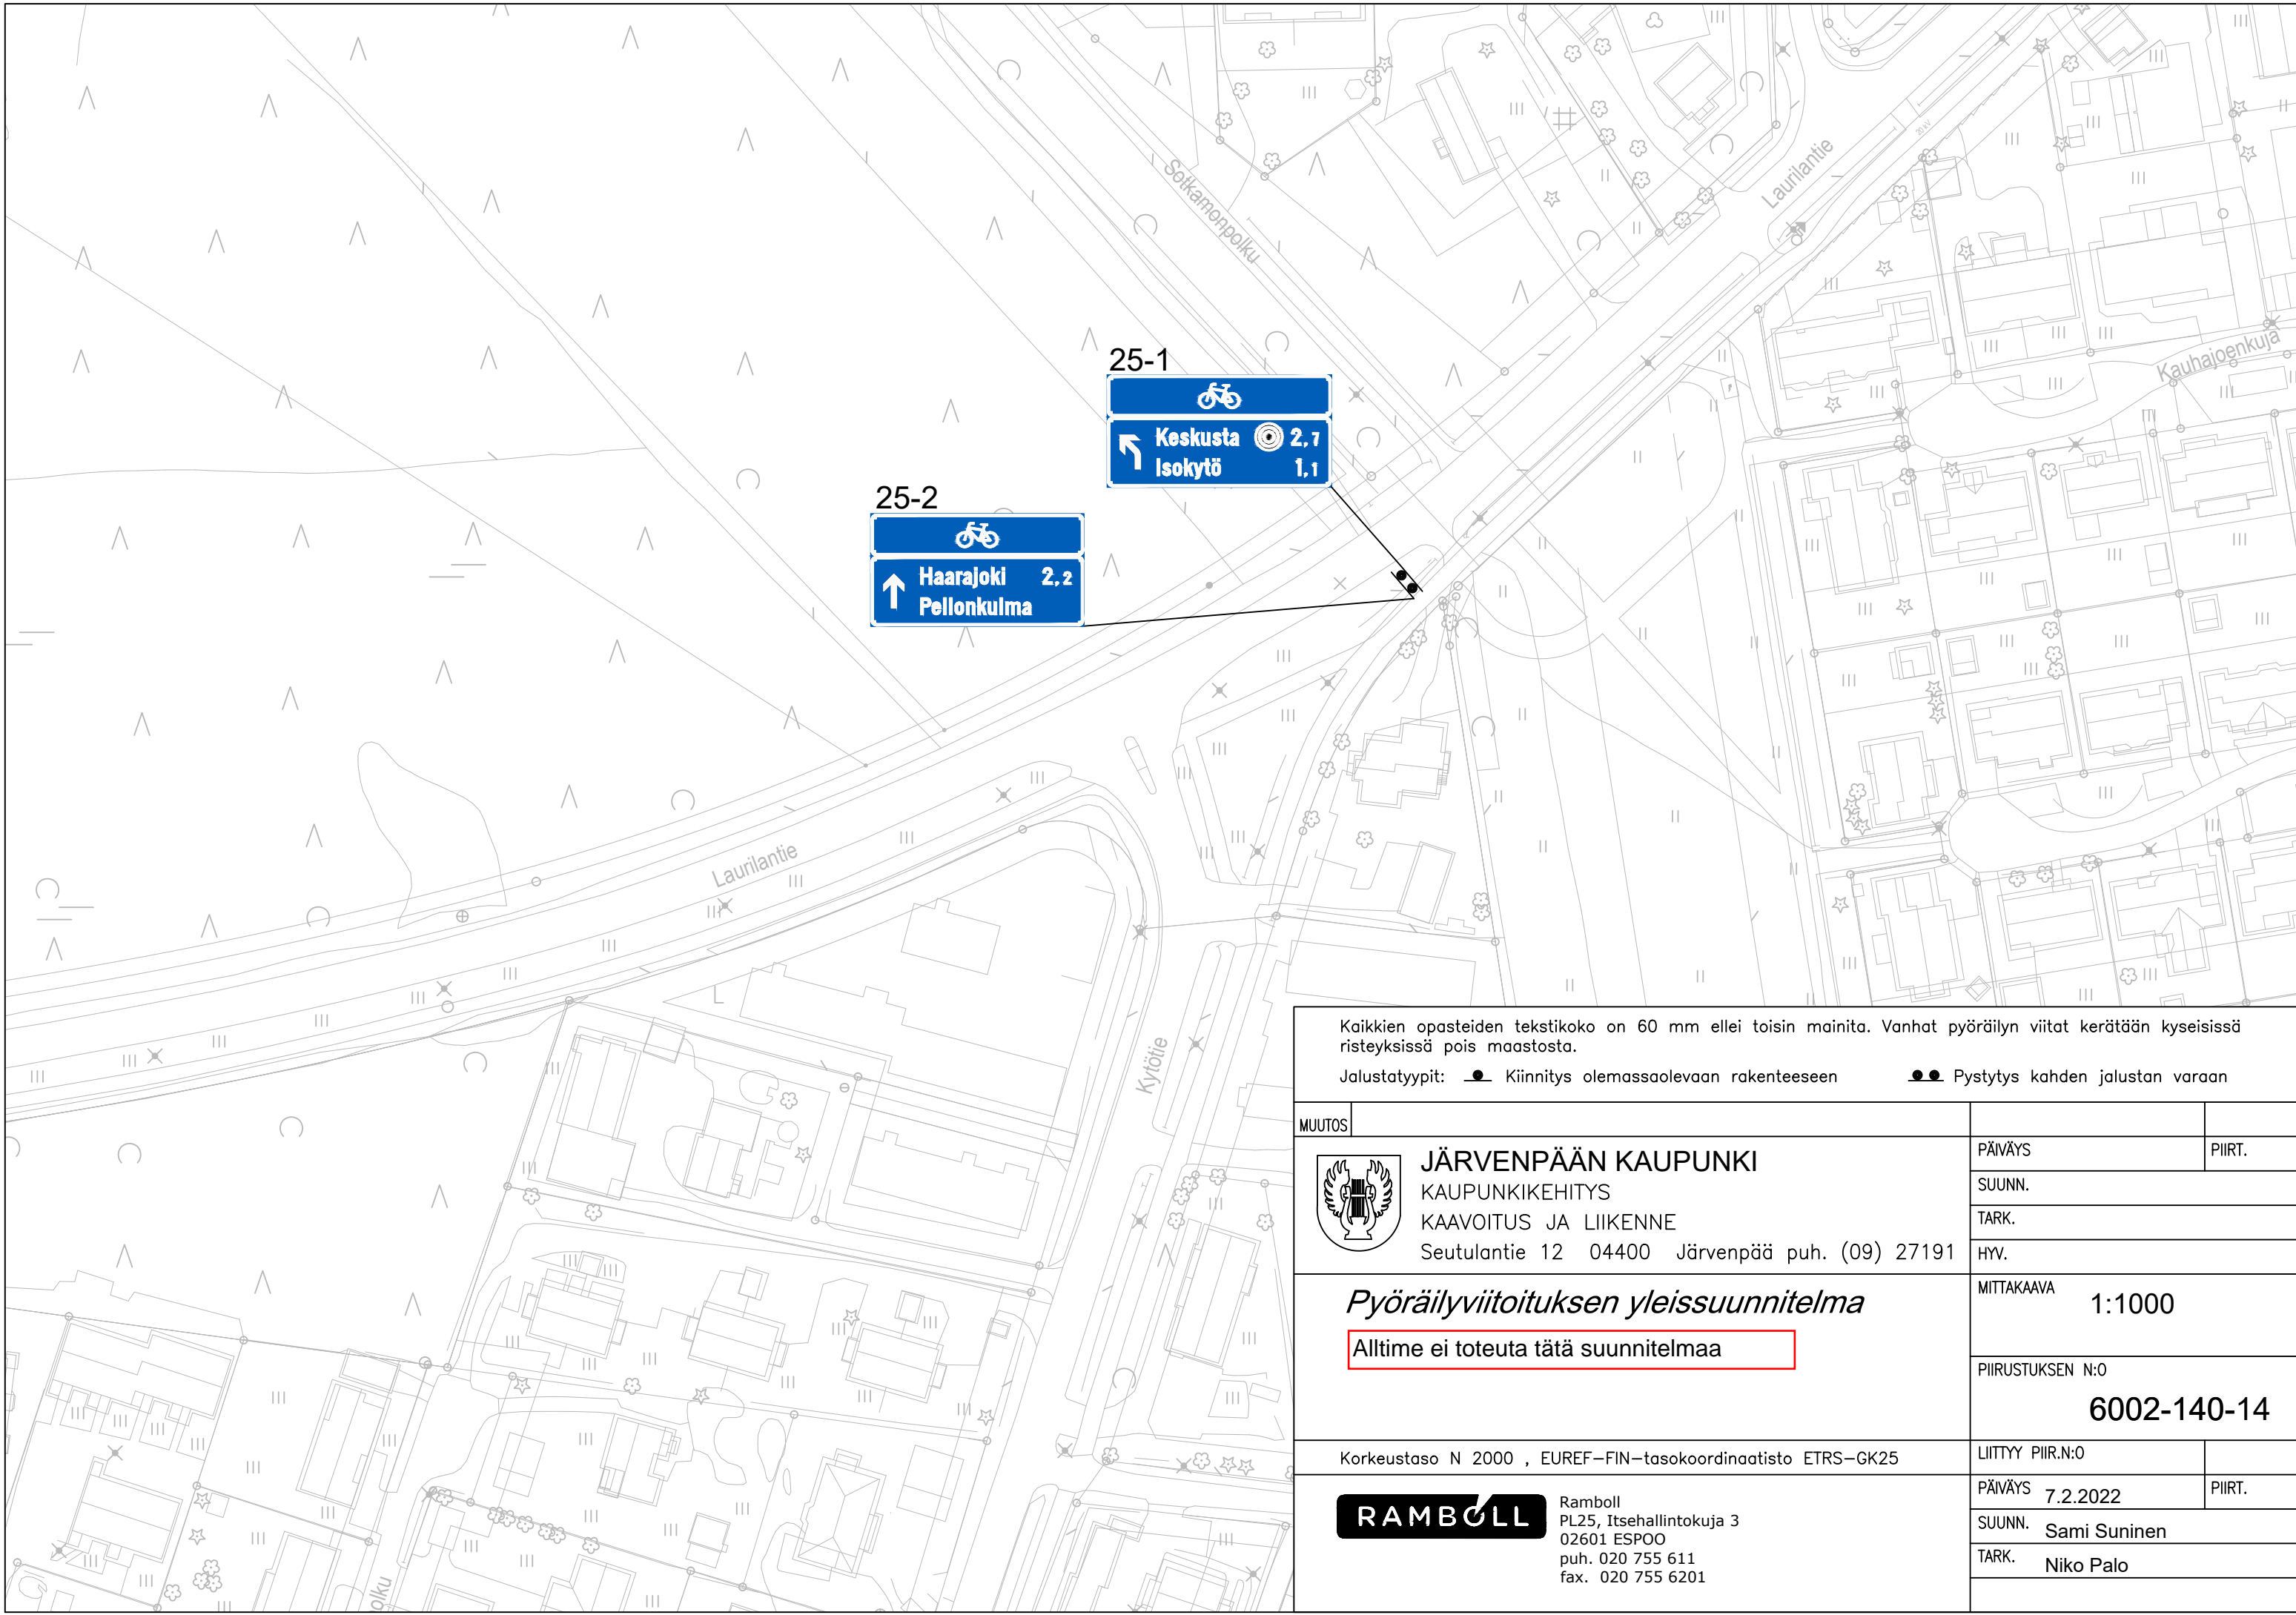 Sotkamonpolku
Laurilantie
20 kV
Kauhajoenkuja
25-1
Keskusta 2,7
Isokytö 1,1
25-2
Haarajoki 2,2
Pellonkulma
Laurilantie
Kytötie
olku
Kaikkien opasteiden tekstikoko on 60 mm ellei toisin mainita. Vanhat pyöräilyn viitat kerätään kyseisissä
risteyksissä pois maastosta.
Jalustatyypit: Kiinnitys olemassaolevaan rakenteeseen Pystytys kahden jalustan varaan
MUUTOS
JÄRVENPÄÄN KAUPUNKI
KAUPUNKIKEHITYS
KAAVOITUS JA LIIKENNE
Seutulantie 12 04400 Järvenpää puh. (09) 27191
PÄIVÄYS PIIRT.
SUUNN.
TARK.
HYV.
Pyöräilyviitoituksen yleissuunnitelma
Alltime ei toteuta tätä suunnitelmaa
MITTAKAAVA
1:1000
PIIRUSTUKSEN N:O
6002-140-14
Korkeustaso N 2000 , EUREF-FIN-tasokoordinaatisto ETRS-GK25
LIITTYY PIIR.N:O
RAMBOLL
Ramboll
PL25, Itsehallintokuja 3
02601 ESPOO
puh. 020 755 611
fax. 020 755 6201
PÄIVÄYS 7.2.2022 PIIRT.
SUUNN. Sami Suninen
TARK. Niko Palo